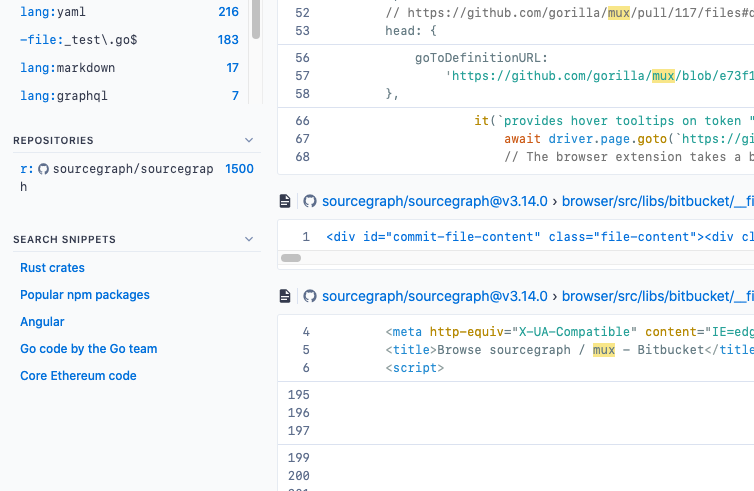 lang:yaml 216
-file:_test\.go$ 183
lang:markdown 17
lang:graphql 7
REPOSITORIES
r: sourcegraph/sourcegrap 1500
h
SEARCH SNIPPETS
Rust crates
Popular npm packages
Angular
Go code by the Go team
Core Ethereum code
52 // https://github.com/gorilla/mux/pull/117/files#d
53 head: {
56 goToDefinitionURL:
57 'https://github.com/gorilla/mux/blob/e73f1
58 },
66 it(`provides hover tooltips on token "
67 await driver.page.goto(`https://gi
68 // The browser extension takes a b
sourcegraph/sourcegraph@v3.14.0 › browser/src/libs/bitbucket/__fi
1 <div id="commit-file-content" class="file-content"><div cl
sourcegraph/sourcegraph@v3.14.0 › browser/src/libs/bitbucket/__fi
4 <meta http-equiv="X-UA-Compatible" content="IE=edg
5 <title>Browse sourcegraph / mux - Bitbucket</title
6 <script>
195
196
197
199
200